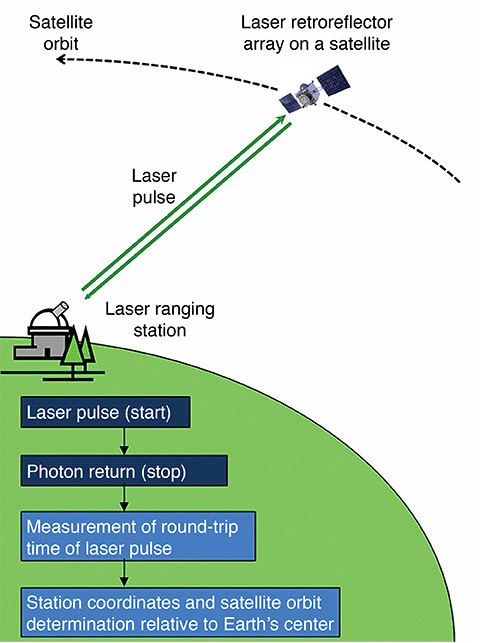 Satellite
orbit
Laser retroreflector
array on a satellite
Laser
pulse
Laser ranging
station
Laser pulse (start)
Photon return (stop)
Measurement of round-trip
time of laser pulse
Station coordinates and satellite orbit
determination relative to Earth's center